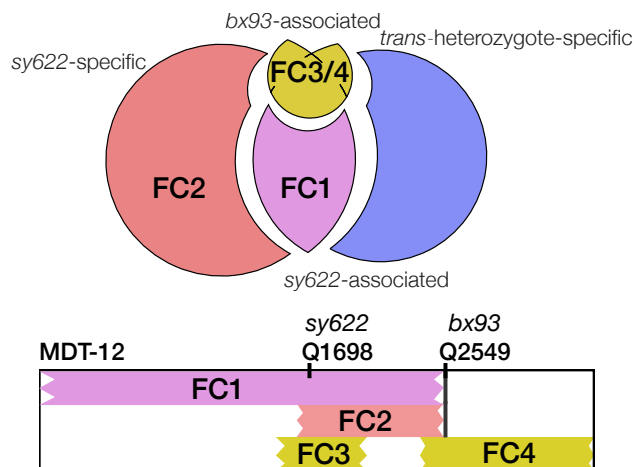 bx93-associated
sy622-specific
trans-heterozygote-specific
FC3/4
FC2
FC1
sy622-associated
sy622
bx93
MDT-12
Q1698
Q2549
FC1
FC2
FC3
FC4